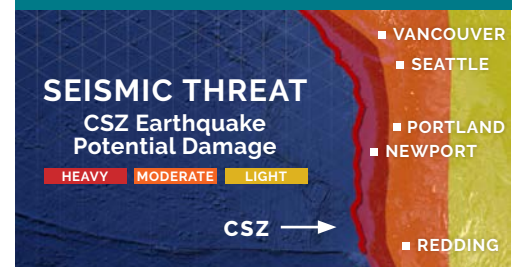 VANCOUVER
SEATTLE
SEISMIC THREAT
CSZ Earthquake
Potential Damage
HEAVY MODERATE LIGHT
PORTLAND
NEWPORT
CSZ
REDDING